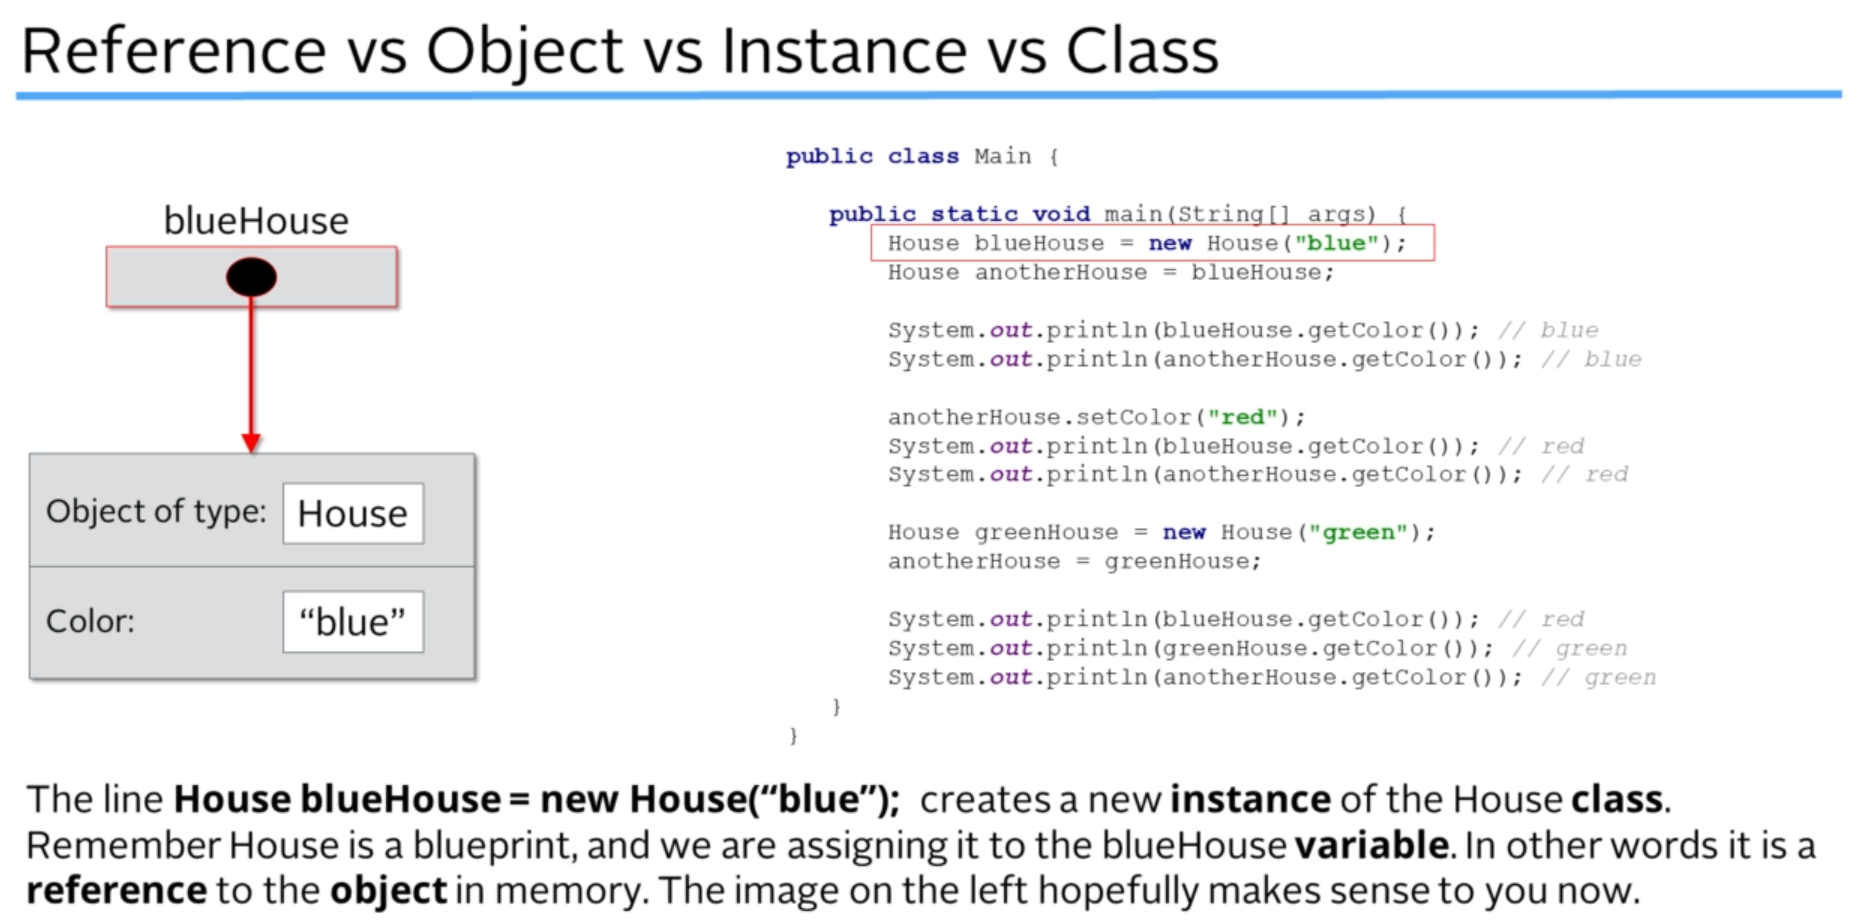 Reference vs Object vs Instance vs Class
blueHouse
Object of type: House
Color: “blue”
public class Main {
public static void main(String[] args) {
House blueHouse = new House("blue");
House anotherHouse = blueHouse;
System.out.println(blueHouse.getColor()); // blue
System.out.println(anotherHouse.getColor()); // blue
anotherHouse.setColor("red");
System.out.println(blueHouse.getColor()); // red
System.out.println(anotherHouse.getColor()); // red
House greenHouse = new House("green");
anotherHouse = greenHouse;
System.out.println(blueHouse.getColor()); // red
System.out.println(greenHouse.getColor()); // green
System.out.println(anotherHouse.getColor()); // green
}
}
The line House blueHouse = new House(“blue”); creates a new instance of the House class.
Remember House is a blueprint, and we are assigning it to the blueHouse variable. In other words it is a
reference to the object in memory. The image on the left hopefully makes sense to you now.